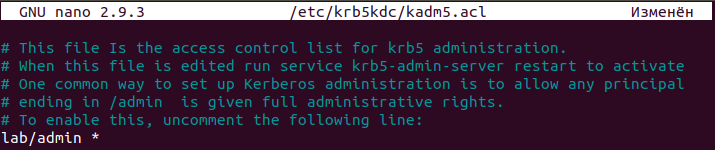 GNU nano 2.9.3 /etc/krb5kdc/kadm5.acl Изменён
# This file Is the access control list for krb5 administration.
# When this file is edited run service krb5-admin-server restart to activate
# One common way to set up Kerberos administration is to allow any principal
# ending in /admin  is given full administrative rights.
# To enable this, uncomment the following line:
lab/admin *